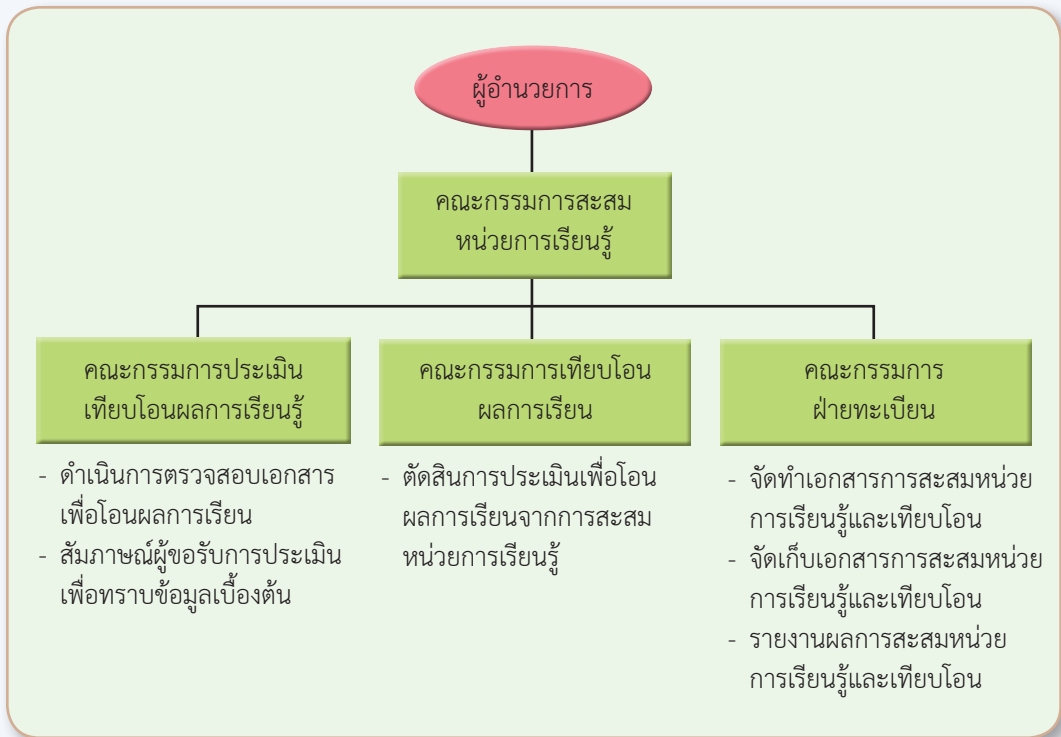 ผู้อำนวยการ
คณะกรรมการสะสม
หน่วยการเรียนรู้
คณะกรรมการประเมิน
เทียบโอนผลการเรียนรู้
- ดำเนินการตรวจสอบเอกสาร
เพื่อโอนผลการเรียน
- สัมภาษณ์ผู้ขอรับการประเมิน
เพื่อทราบข้อมูลเบื้องต้น
คณะกรรมการเทียบโอน
ผลการเรียน
- ตัดสินการประเมินเพื่อโอน
ผลการเรียนจากการสะสม
หน่วยการเรียนรู้
คณะกรรมการ
ฝ่ายทะเบียน
- จัดทำเอกสารการสะสมหน่วย
การเรียนรู้และเทียบโอน
- จัดเก็บเอกสารการสะสมหน่วย
การเรียนรู้และเทียบโอน
- รายงานผลการสะสมหน่วย
การเรียนรู้และเทียบโอน